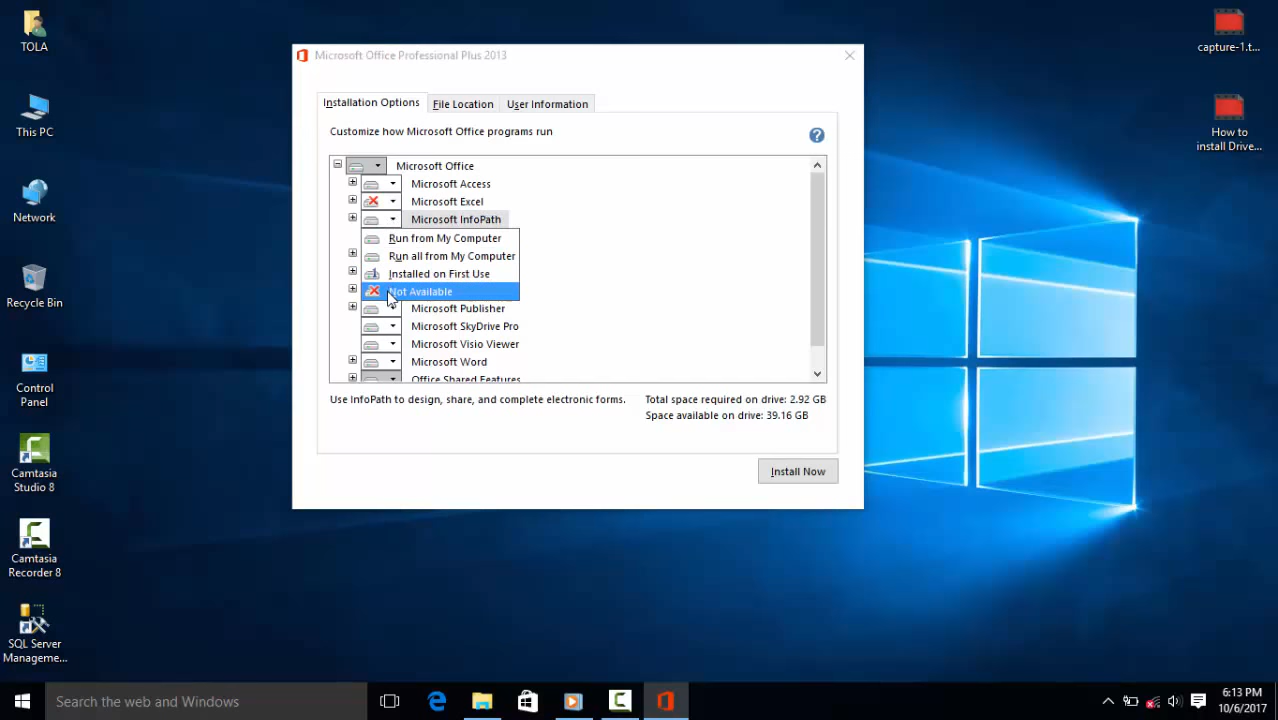 TOLA
This PC
Network
Recycle Bin
Control
Panel
Camtasia
Studio 8
Camtasia
Recorder 8
SQL Server
Manageme...
capture-1.t...
How to
install Drive...
Microsoft Office Professional Plus 2013
Installation Options
File Location
User Information
Customize how Microsoft Office programs run
?
Microsoft Office
Microsoft Access
Microsoft Excel
Microsoft InfoPath
Run from My Computer
Run all from My Computer
Installed on First Use
Not Available
Microsoft Publisher
Microsoft SkyDrive Pro
Microsoft Visio Viewer
Microsoft Word
Office Shared Features
Use InfoPath to design, share, and complete electronic forms.
Total space required on drive: 2.92 GB
Space available on drive: 39.16 GB
Install Now
Search the web and Windows
6:13 PM
10/6/2017